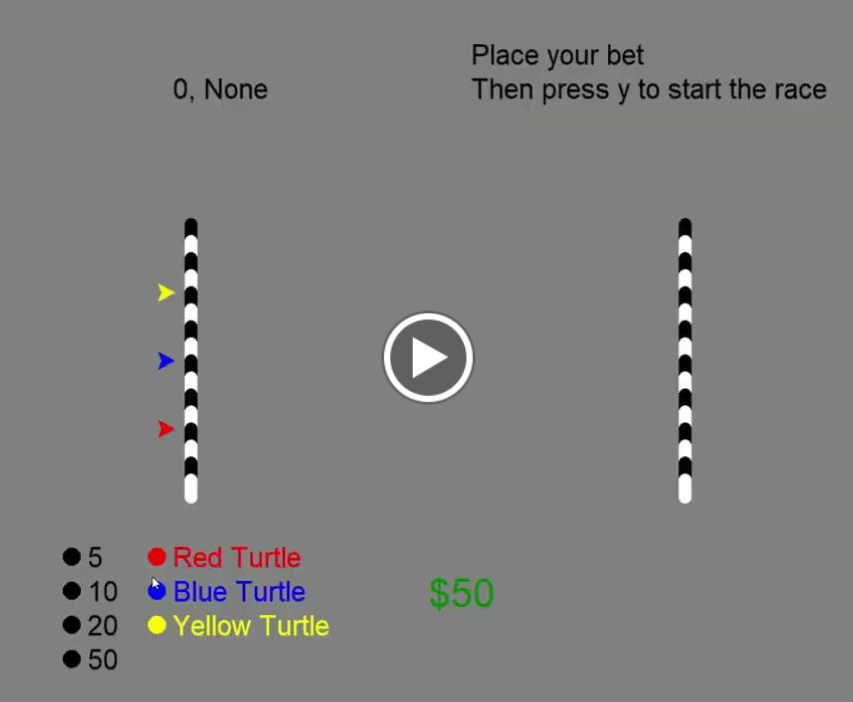 Place your bet
0, None
Then press y to start the race
5
Red Turtle
10
Blue Turtle
$50
20
Yellow Turtle
50